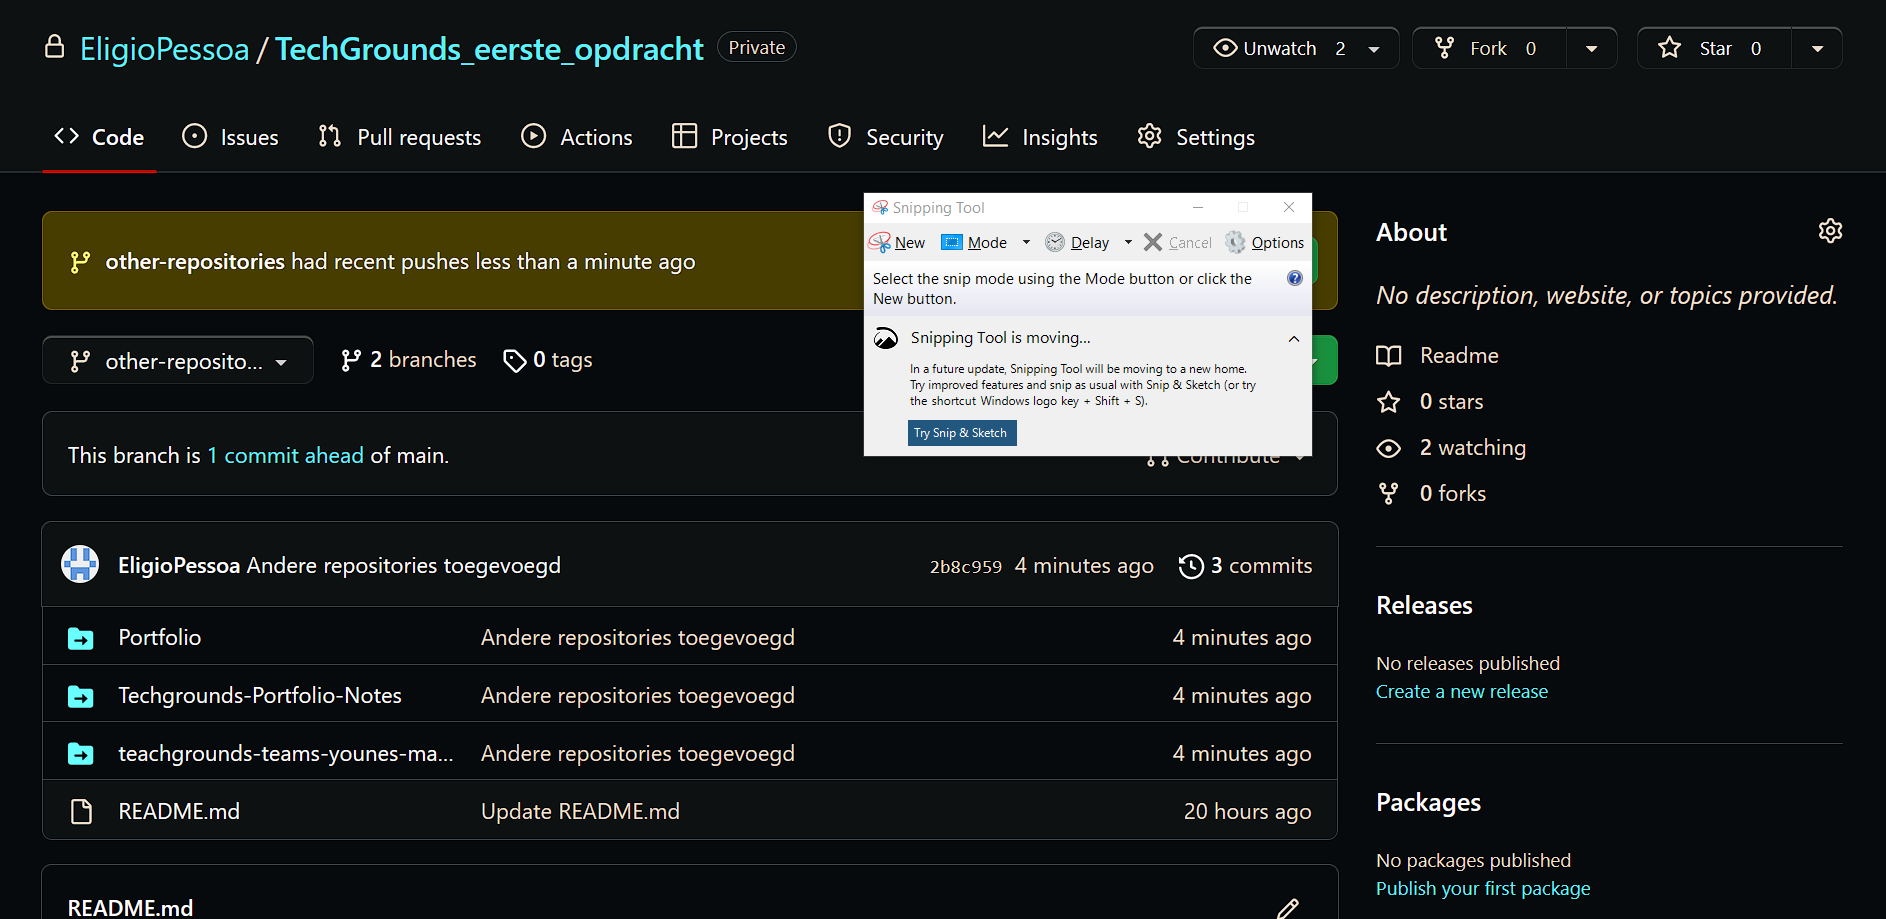 EligioPessoa / TechGrounds_eerste_opdracht Private
Unwatch 2 Fork 0 Star 0
Code Issues Pull requests Actions Projects Security Insights Settings
other-repositories had recent pushes less than a minute ago
other-reposito... 2 branches 0 tags
This branch is 1 commit ahead of main.
Contribute
Snipping Tool
New Mode Delay Cancel Options
Select the snip mode using the Mode button or click the
New button.
Snipping Tool is moving...
In a future update, Snipping Tool will be moving to a new home.
Try improved features and snip as usual with Snip & Sketch (or try
the shortcut Windows logo key + Shift + S).
Try Snip & Sketch
EligioPessoa Andere repositories toegevoegd 2b8c959 4 minutes ago 3 commits
Portfolio Andere repositories toegevoegd 4 minutes ago
Techgrounds-Portfolio-Notes Andere repositories toegevoegd 4 minutes ago
teachgrounds-teams-younes-ma... Andere repositories toegevoegd 4 minutes ago
README.md Update README.md 20 hours ago
README.md
About
No description, website, or topics provided.
Readme
0 stars
2 watching
0 forks
Releases
No releases published
Create a new release
Packages
No packages published
Publish your first package